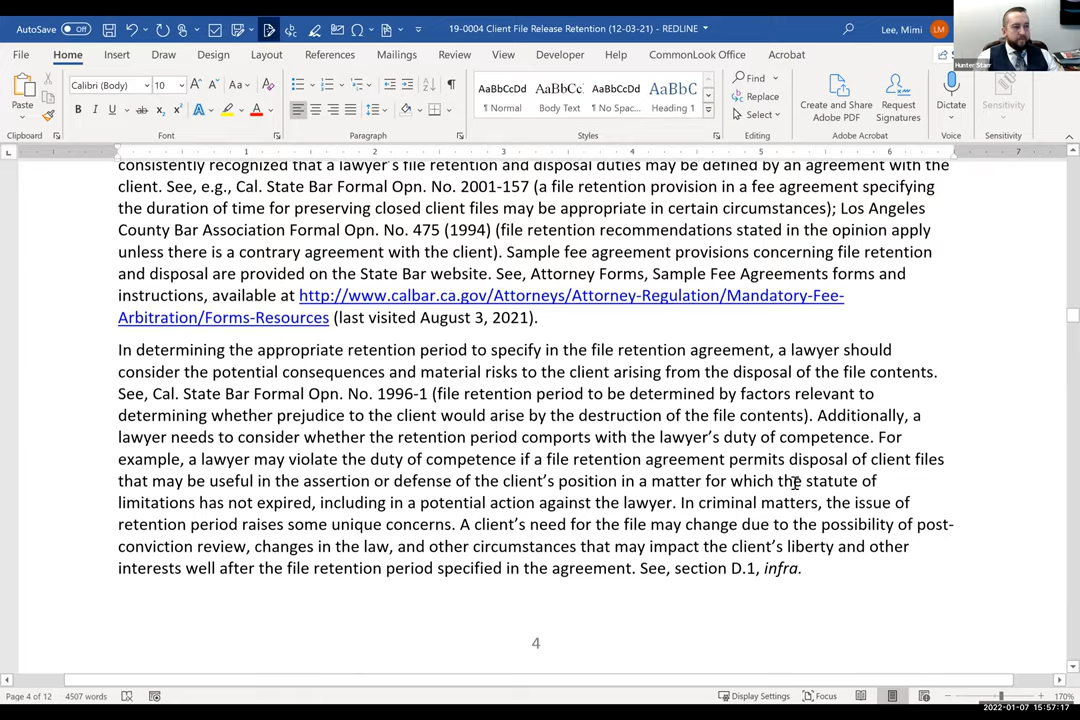 AutoSave Off 19-0004 Client File Release Retention (12-03-21) - REDLINE Lee, Mimi LM
File Home Insert Draw Design Layout References Mailings Review View Developer Help CommonLook Office Acrobat
Hunter Starr
Paste
Clipboard
Calibri (Body) 10
Font
Paragraph
AaBbCcDd AaBbCc AaBbCcDd AaBbC
¶ Normal Body Text ¶ No Spac... Heading 1
Styles
Find
Replace
Select
Editing
Create and Share Adobe PDF
Request Signatures
Adobe Acrobat
Dictate
Voice
Sensitivity
Sensitivity
1 2 3 4 5 6 7
consistently recognized that a lawyer's file retention and disposal duties may be defined by an agreement with the
client. See, e.g., Cal. State Bar Formal Opn. No. 2001-157 (a file retention provision in a fee agreement specifying
the duration of time for preserving closed client files may be appropriate in certain circumstances); Los Angeles
County Bar Association Formal Opn. No. 475 (1994) (file retention recommendations stated in the opinion apply
unless there is a contrary agreement with the client). Sample fee agreement provisions concerning file retention
and disposal are provided on the State Bar website. See, Attorney Forms, Sample Fee Agreements forms and
instructions, available at http://www.calbar.ca.gov/Attorneys/Attorney-Regulation/Mandatory-Fee-
Arbitration/Forms-Resources (last visited August 3, 2021).
In determining the appropriate retention period to specify in the file retention agreement, a lawyer should
consider the potential consequences and material risks to the client arising from the disposal of the file contents.
See, Cal. State Bar Formal Opn. No. 1996-1 (file retention period to be determined by factors relevant to
determining whether prejudice to the client would arise by the destruction of the file contents). Additionally, a
lawyer needs to consider whether the retention period comports with the lawyer's duty of competence. For
example, a lawyer may violate the duty of competence if a file retention agreement permits disposal of client files
that may be useful in the assertion or defense of the client's position in a matter for which the statute of
limitations has not expired, including in a potential action against the lawyer. In criminal matters, the issue of
retention period raises some unique concerns. A client's need for the file may change due to the possibility of post-
conviction review, changes in the law, and other circumstances that may impact the client's liberty and other
interests well after the file retention period specified in the agreement. See, section D.1, infra.
4
Page 4 of 12 4507 words Display Settings Focus 170%
2022-01-07 15:57:17